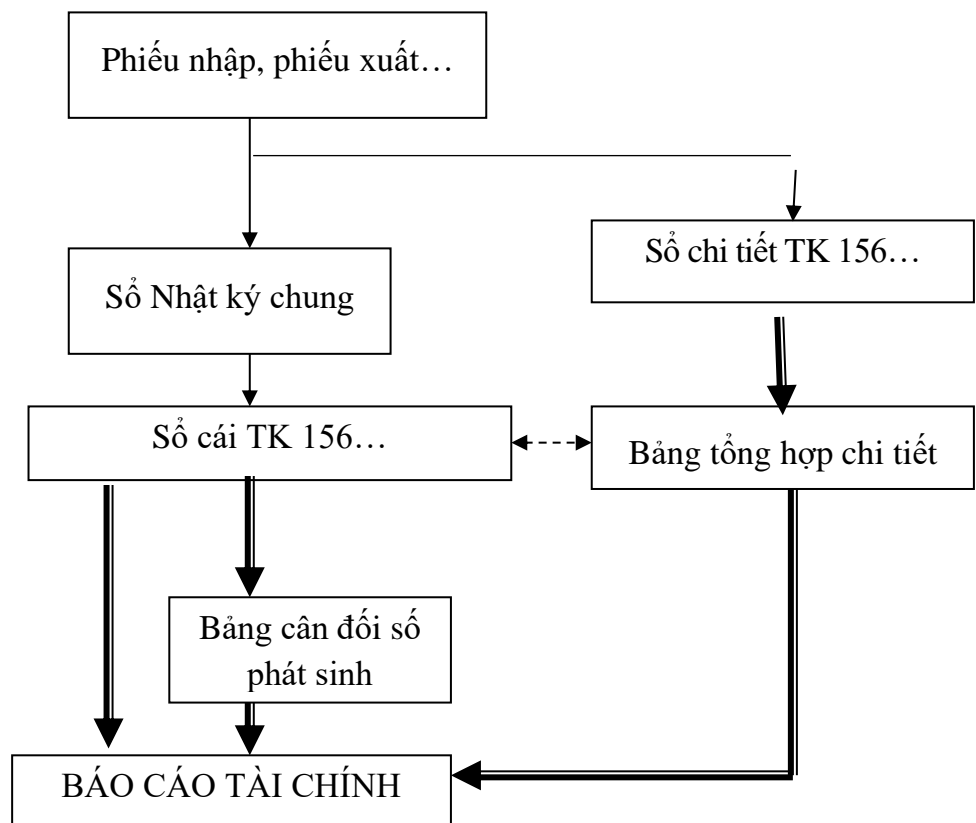 Phiếu nhập, phiếu xuất…
Sổ chi tiết TK 156…
Sổ Nhật ký chung
Sổ cái TK 156…
Bảng tổng hợp chi tiết
Bảng cân đối số
phát sinh
BÁO CÁO TÀI CHÍNH